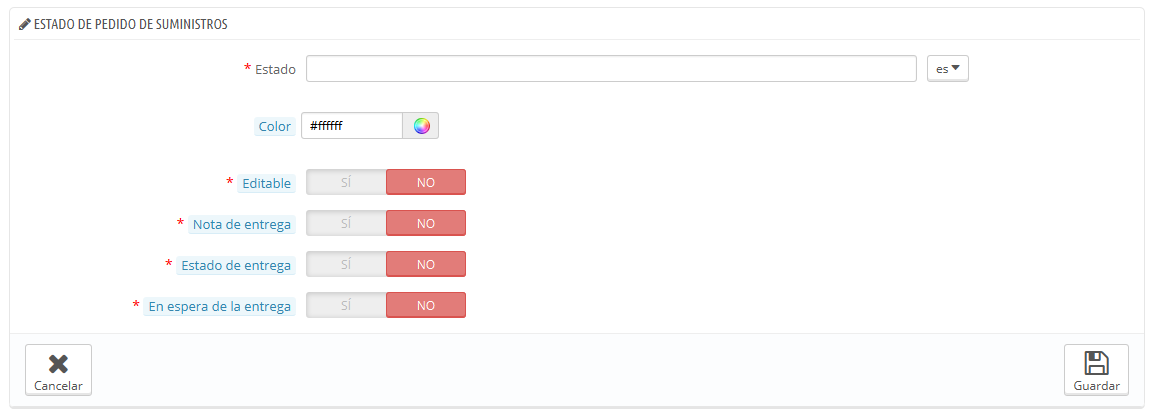 ESTADO DE PEDIDO DE SUMINISTROS
* Estado es
Color #ffffff
* Editable SÍ NO
* Nota de entrega SÍ NO
* Estado de entrega SÍ NO
* En espera de la entrega SÍ NO
Cancelar Guardar